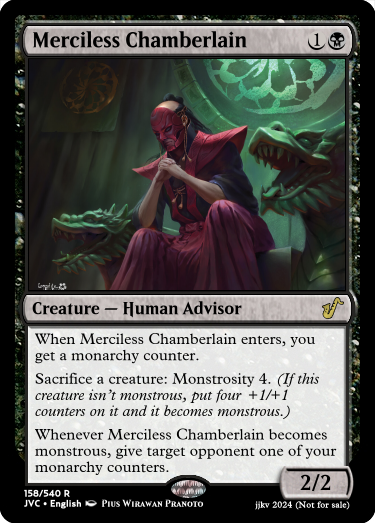 Merciless Chamberlain 1
Creature — Human Advisor
When Merciless Chamberlain enters, you
get a monarchy counter.
Sacrifice a creature: Monstrosity 4. (If this
creature isn't monstrous, put four +1/+1
counters on it and it becomes monstrous.)
Whenever Merciless Chamberlain becomes
monstrous, give target opponent one of your
monarchy counters.
2/2
158/540 R
JVC • English Pius Wirawan Pranoto
jjkv 2024 (Not for sale)